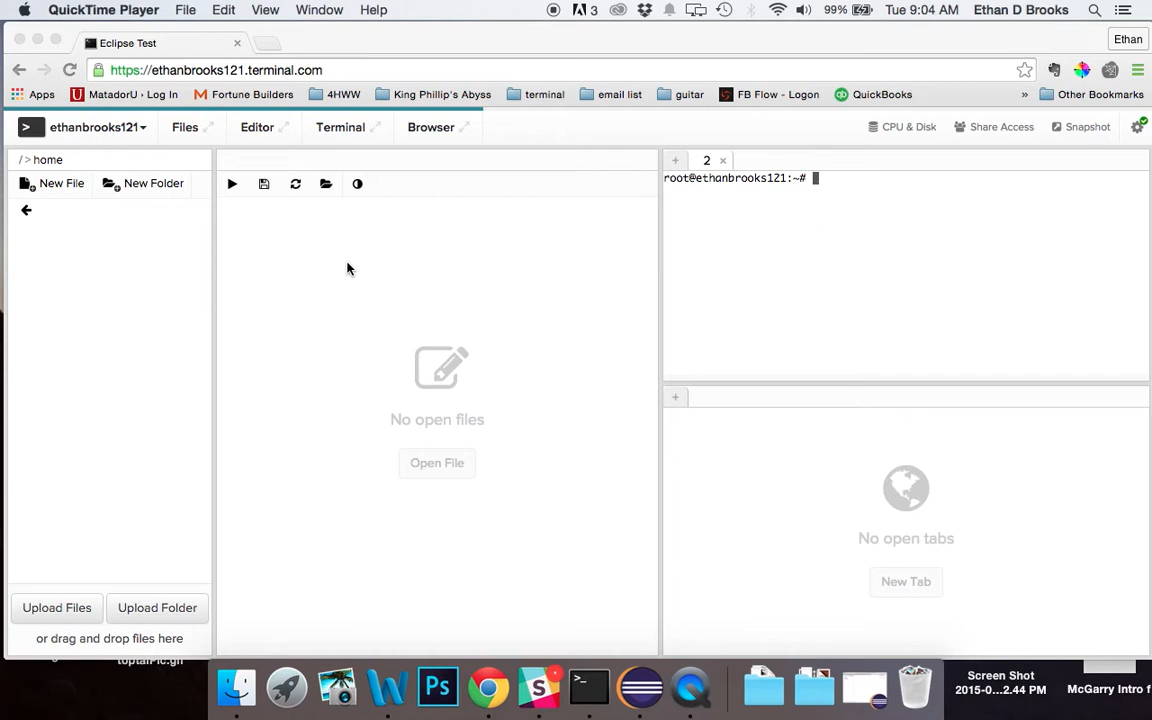 QuickTime Player File Edit View Window Help 3 99% Tue 9:04 AM Ethan D Brooks
Eclipse Test Ethan
https://ethanbrooks121.terminal.com
Apps MatadorU › Log In Fortune Builders 4HWW King Phillip's Abyss terminal email list guitar FB Flow - Logon QuickBooks » Other Bookmarks
>_ ethanbrooks121 Files Editor Terminal Browser CPU & Disk Share Access Snapshot
/ > home
New File New Folder
+ 2 ×
root@ethanbrooks121:~#
No open files
Open File
+
No open tabs
New Tab
Upload Files Upload Folder
or drag and drop files here
Ps
Screen Shot
2015-0...2.44 PM
McGarry Intro f